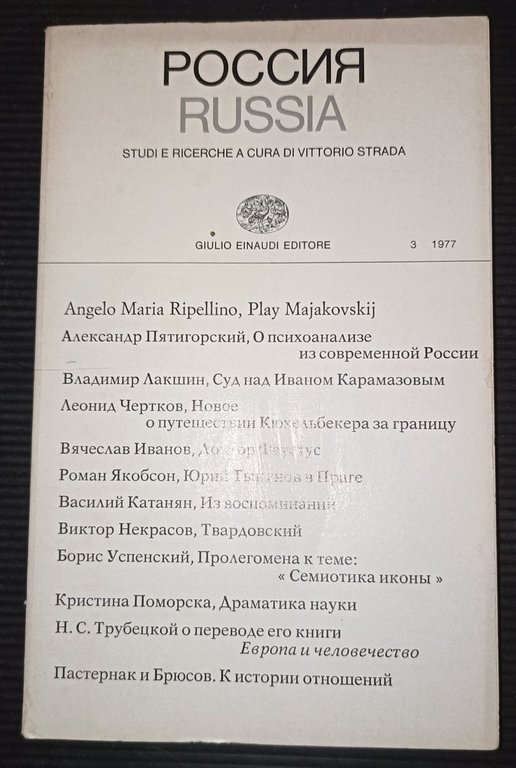 РОССИЯ
RUSSIA
STUDI E RICERCHE A CURA DI VITTORIO STRADA
GIULIO EINAUDI EDITORE 3 1977
Angelo Maria Ripellino, Play Majakovskij
Александр Пятигорский, О психоанализе
из современной России
Владимир Лакшин, Суд над Иваном Карамазовым
Леонид Чертков, Новое
о путешествии Кюхельбекера за границу
Вячеслав Иванов, Доктор Фаустус
Роман Якобсон, Юрий Тынянов в Праге
Василий Катанян, Из воспоминаний
Виктор Некрасов, Твардовский
Борис Успенский, Пролегомена к теме:
« Семиотика иконы »
Кристина Поморска, Драматика науки
Н. С. Трубецкой о переводе его книги
Европа и человечество
Пастернак и Брюсов. К истории отношений